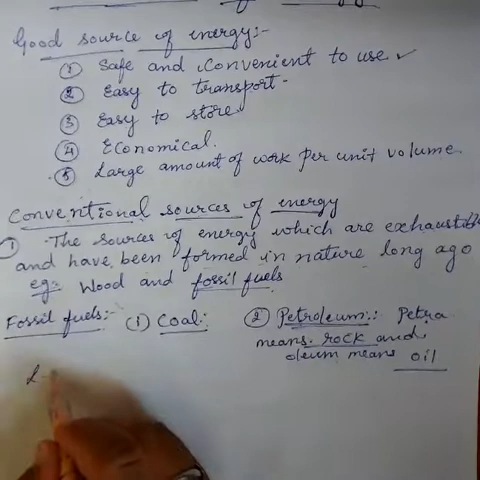 Good source of energy:-
① Safe and convenient to use ✓
② Easy to transport-
③ Easy to store
④ Economical.
⑤ Large amount of work per unit volume.
Conventional sources of energy
① The sources of energy which are exhaustible
and have been formed in nature long ago
eg:- Wood and fossil fuels
Fossil fuels:- ① Coal:
② Petroleum:: Petra
means rock and
oleum means oil